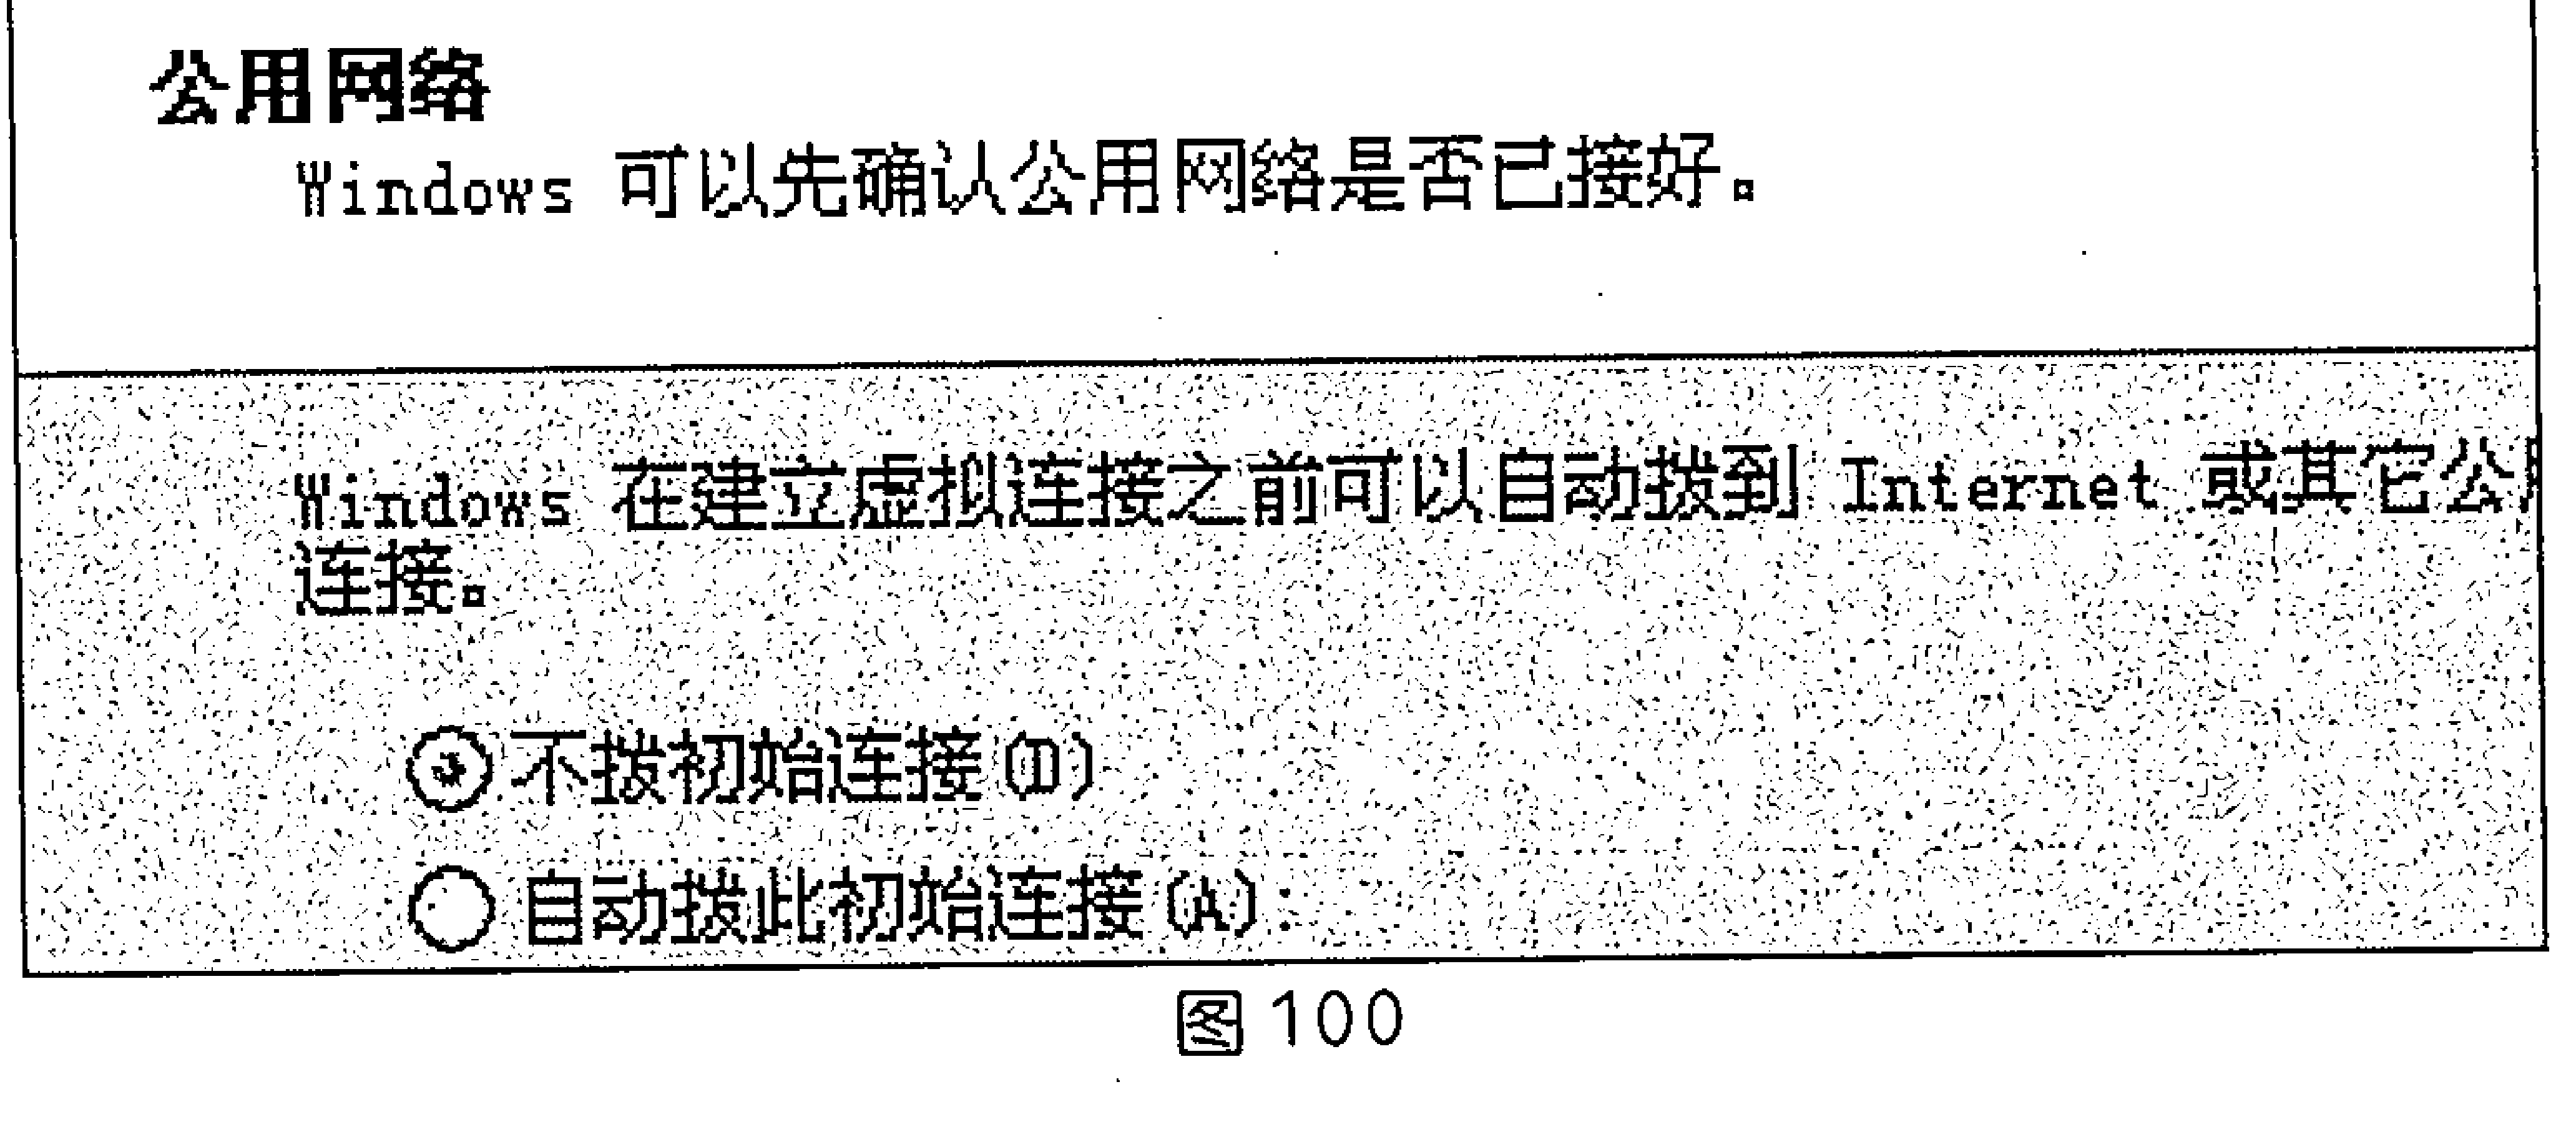 公用网络
Windows 可以先确认公用网络是否已接好。
Windows 在建立虚拟连接之前可以自动拨到 Internet 或其它公
连接。
不拨初始连接(D)
自动拨此初始连接(A):
图100